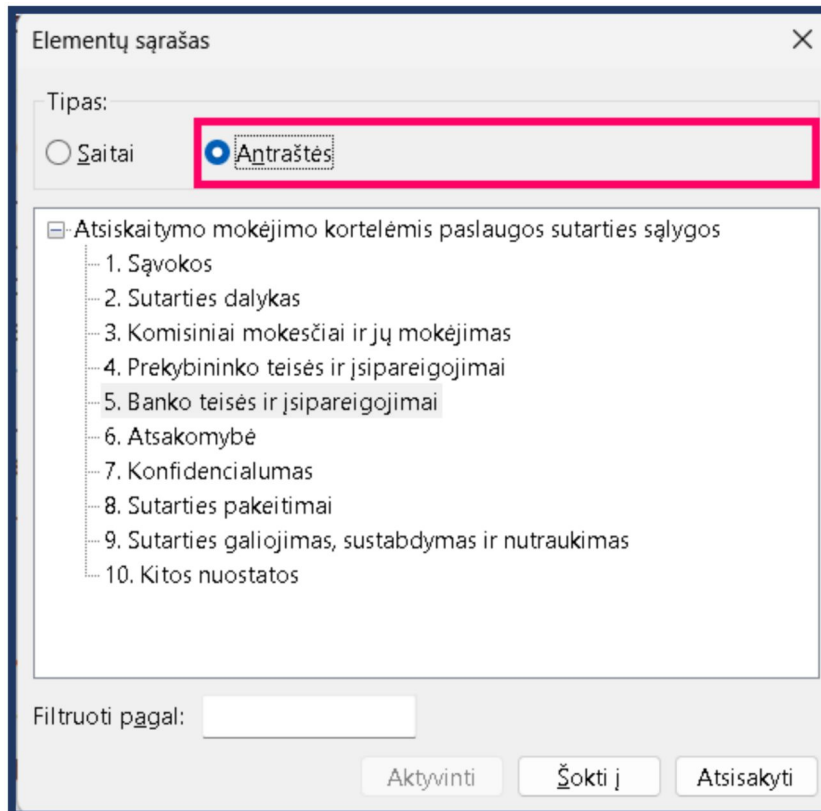 Elementų sąrašas
Tipas:
Saitai Antraštės
Atsiskaitymo mokėjimo kortelėmis paslaugos sutarties sąlygos
1. Sąvokos
2. Sutarties dalykas
3. Komisiniai mokesčiai ir jų mokėjimas
4. Prekybininko teisės ir įsipareigojimai
5. Banko teisės ir įsipareigojimai
6. Atsakomybė
7. Konfidencialumas
8. Sutarties pakeitimai
9. Sutarties galiojimas, sustabdymas ir nutraukimas
10. Kitos nuostatos
Filtruoti pagal:
Aktyvinti Šokti į Atsisakyti